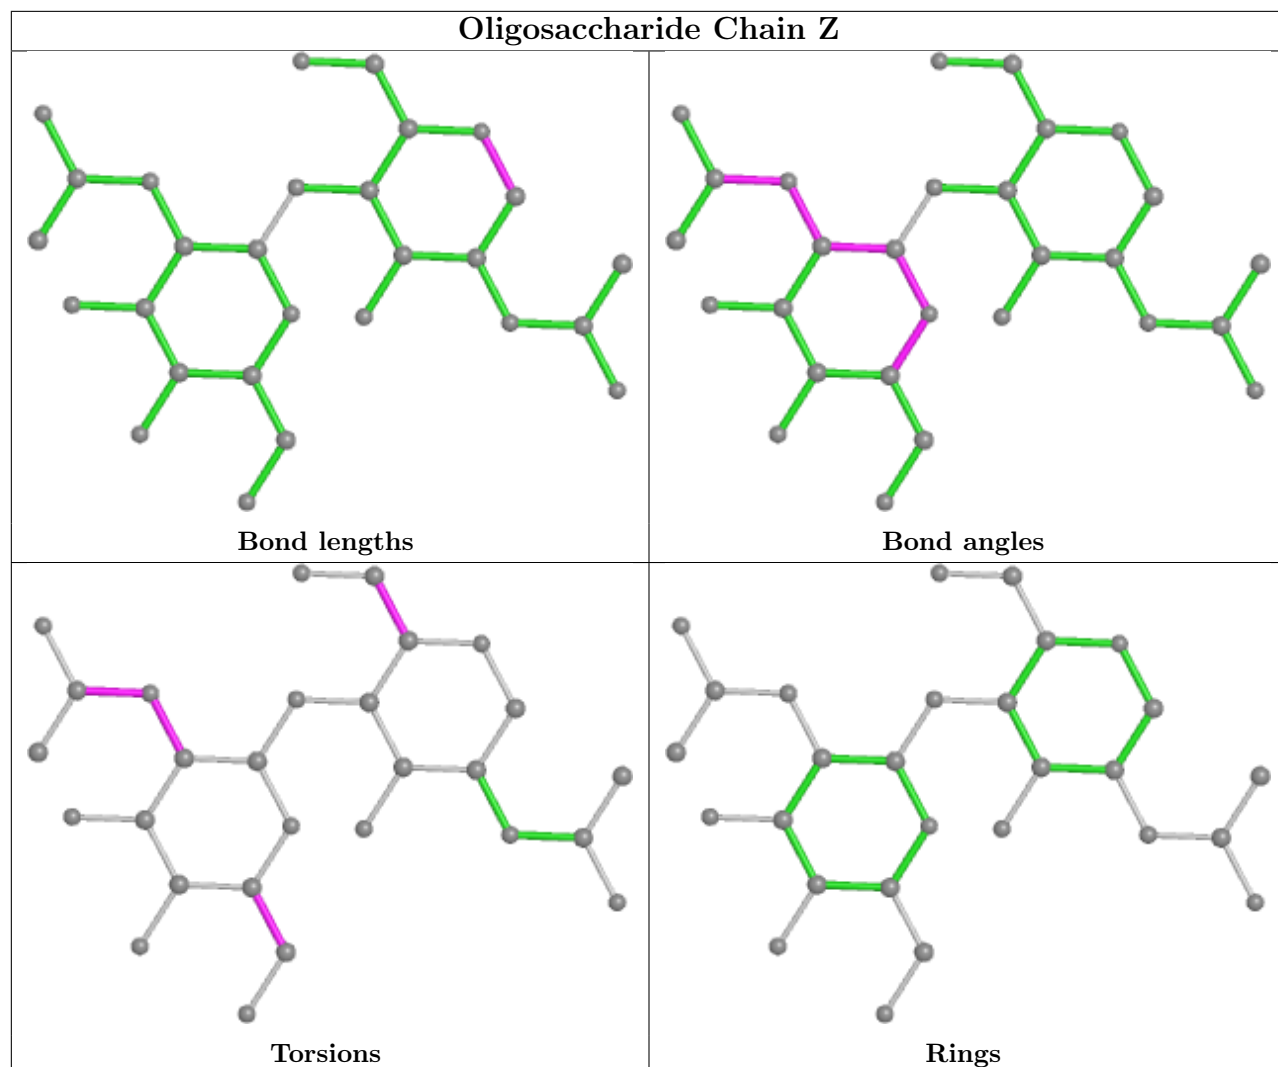 Oligosaccharide Chain Z
Bond lengths
Bond angles
Torsions
Rings